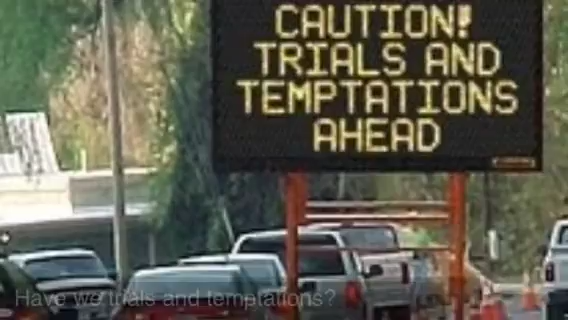 CAUTION!
TRIALS AND
TEMPTATIONS
AHEAD
Have we trials and temptations?